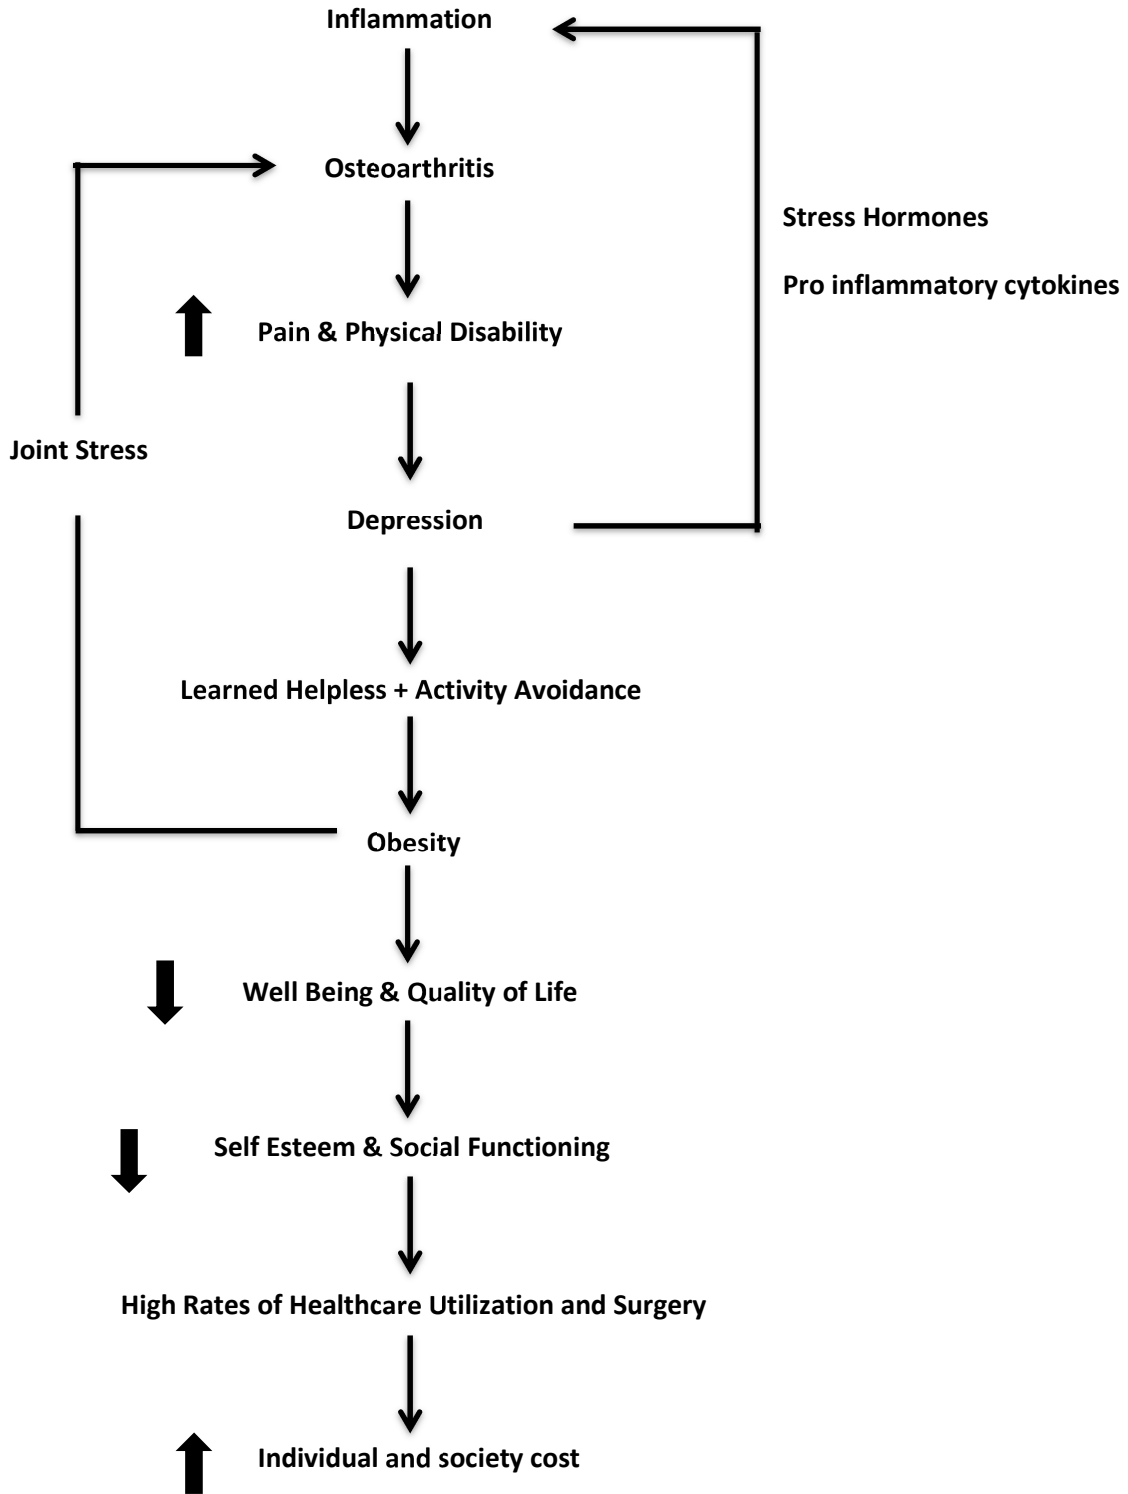 Inflammation
Osteoarthritis
Stress Hormones
Pro inflammatory cytokines
Pain & Physical Disability
Joint Stress
Depression
Learned Helpless + Activity Avoidance
Obesity
Well Being & Quality of Life
Self Esteem & Social Functioning
High Rates of Healthcare Utilization and Surgery
Individual and society cost